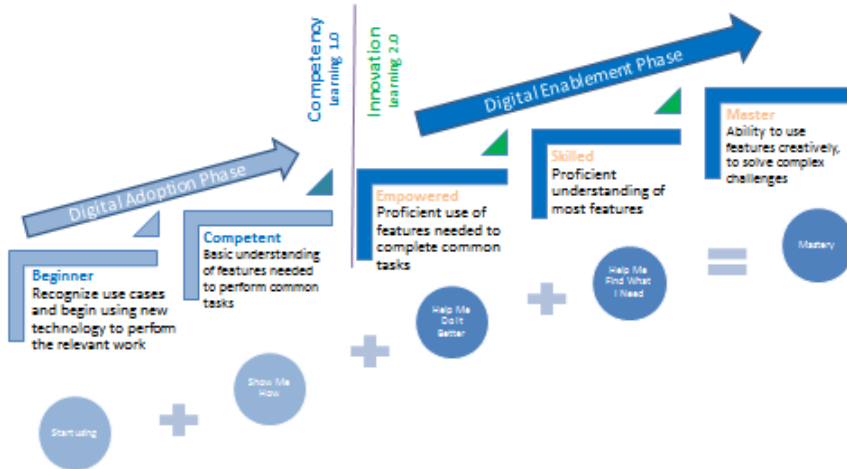 Competency
Learning 1.0
Innovation
Learning 2.0
Digital Adoption Phase
Digital Enablement Phase
Beginner
Recognize use cases
and begin using new
technology to perform
the relevant work
Competent
Basic understanding
of features needed
to perform common
tasks
Empowered
Proficient use of
features needed to
complete common
tasks
Skilled
Proficient
understanding of
most features
Master
Ability to use
features creatively,
to solve complex
challenges
Start using
Show Me
How
Help Me
Do It
Better
Help Me
Find What
I Need
Mastery